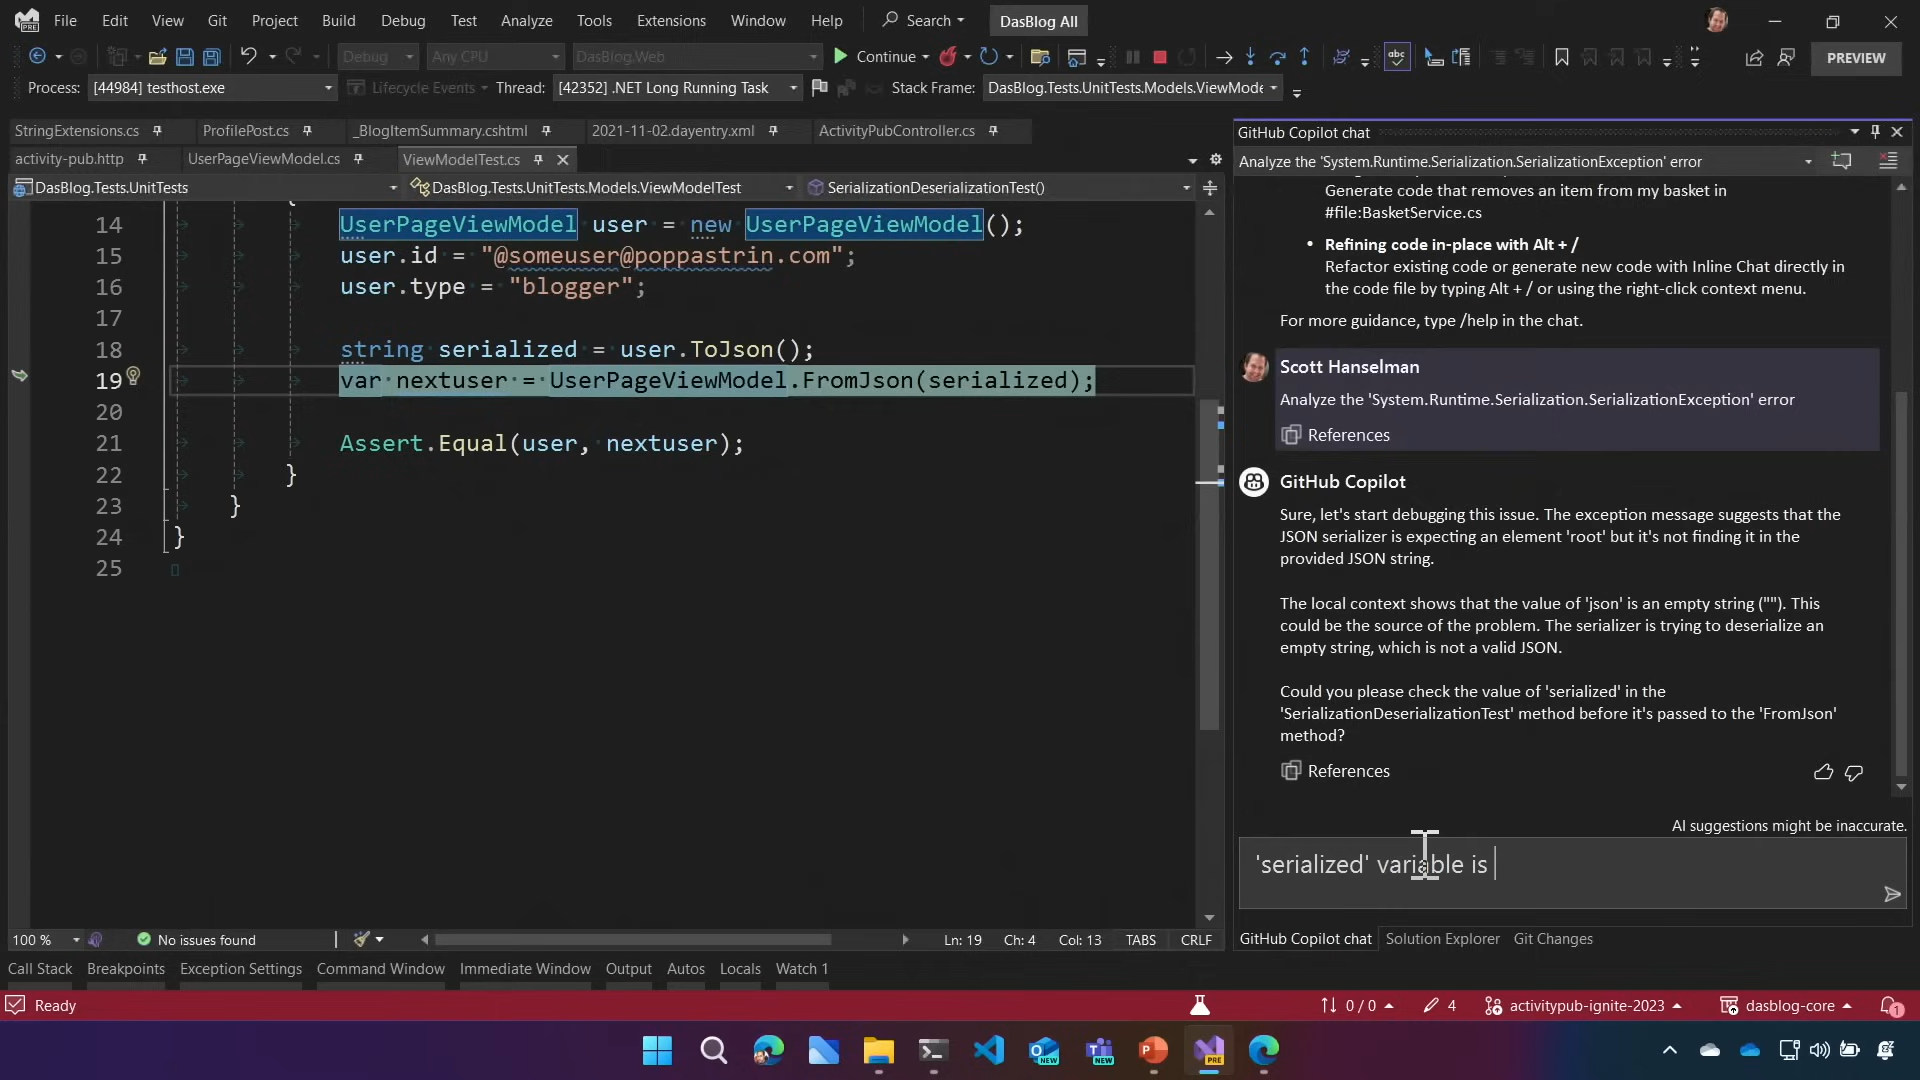 File Edit View Git Project Build Debug Test Analyze Tools Extensions Window Help Search DasBlog All
Debug Any CPU DasBlog.Web Continue PREVIEW
Process: [44984] testhost.exe Lifecycle Events Thread: [42352] .NET Long Running Task Stack Frame: DasBlog.Tests.UnitTests.Models.ViewMode
StringExtensions.cs ProfilePost.cs _BlogItemSummary.cshtml 2021-11-02.dayentry.xml ActivityPubController.cs
activity-pub.http UserPageViewModel.cs ViewModelTest.cs
DasBlog.Tests.UnitTests DasBlog.Tests.UnitTests.Models.ViewModelTest SerializationDeserializationTest()
14 UserPageViewModel user = new UserPageViewModel();
15 user.id = "@someuser@poppastrin.com";
16 user.type = "blogger";
17
18 string serialized = user.ToJson();
19 var nextuser = UserPageViewModel.FromJson(serialized);
20
21 Assert.Equal(user, nextuser);
22 }
23 }
24 }
25
100 % No issues found Ln: 19 Ch: 4 Col: 13 TABS CRLF
GitHub Copilot chat
Analyze the 'System.Runtime.Serialization.SerializationException' error
Generate code that removes an item from my basket in
#file:BasketService.cs
• Refining code in-place with Alt + /
Refactor existing code or generate new code with Inline Chat directly in
the code file by typing Alt + / or using the right-click context menu.
For more guidance, type /help in the chat.
Scott Hanselman
Analyze the 'System.Runtime.Serialization.SerializationException' error
References
GitHub Copilot
Sure, let's start debugging this issue. The exception message suggests that the
JSON serializer is expecting an element 'root' but it's not finding it in the
provided JSON string.
The local context shows that the value of 'json' is an empty string (""). This
could be the source of the problem. The serializer is trying to deserialize an
empty string, which is not a valid JSON.
Could you please check the value of 'serialized' in the
'SerializationDeserializationTest' method before it's passed to the 'FromJson'
method?
References
AI suggestions might be inaccurate.
'serialized' variable is
GitHub Copilot chat Solution Explorer Git Changes
Call Stack Breakpoints Exception Settings Command Window Immediate Window Output Autos Locals Watch 1
Ready 0 / 0 4 activitypub-ignite-2023 dasblog-core 1